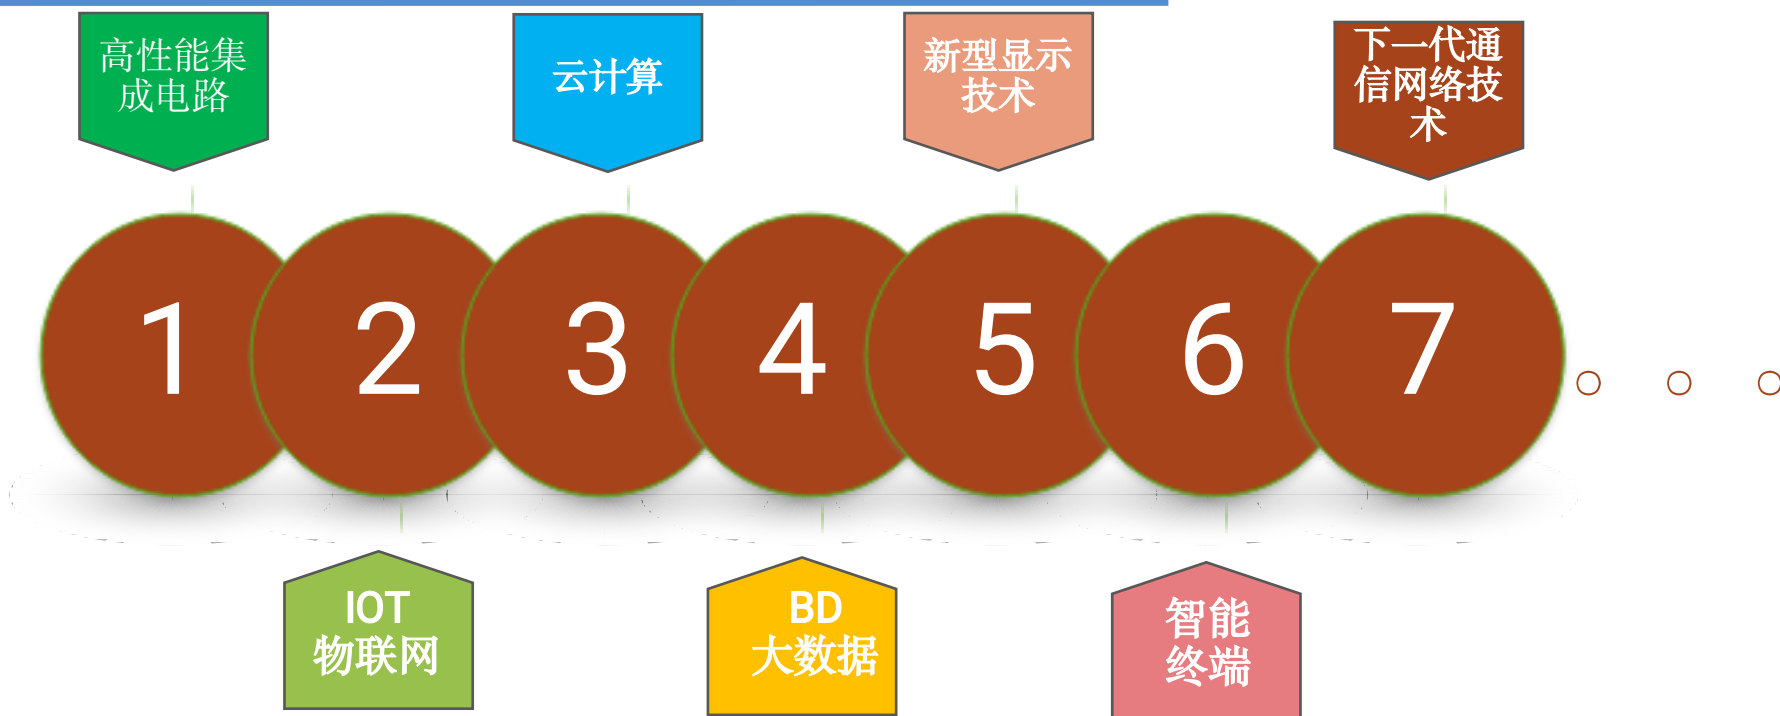 高性能集
成电路
云计算
新型显示
技术
下一代通
信网络技
术
1
2
3
4
5
6
7
。。。
IOT
物联网
BD
大数据
智能
终端